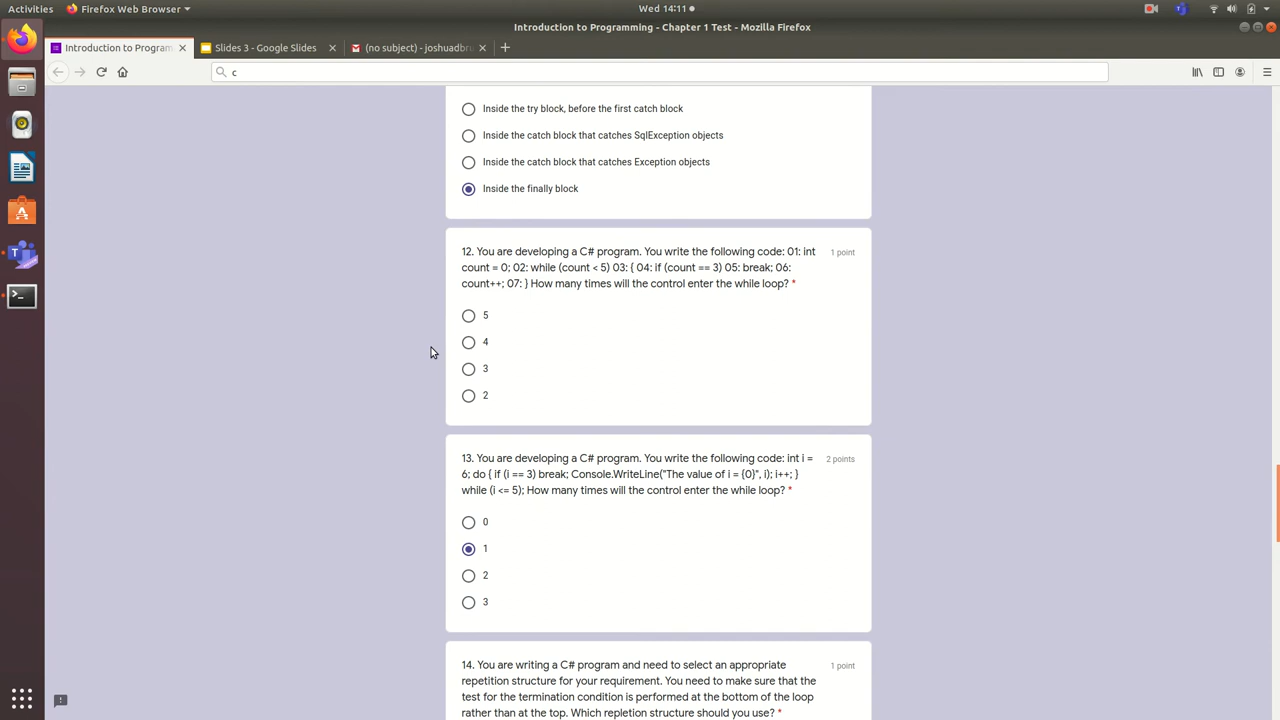 Activities
Firefox Web Browser
Wed 14:11
Introduction to Programming - Chapter 1 Test - Mozilla Firefox
Introduction to Program
Slides 3 - Google Slides
(no subject) - joshuadbru
c
Inside the try block, before the first catch block
Inside the catch block that catches SqlException objects
Inside the catch block that catches Exception objects
Inside the finally block
12. You are developing a C# program. You write the following code: 01: int
1 point
count = 0; 02: while (count < 5) 03: { 04: if (count == 3) 05: break; 06:
count++; 07: } How many times will the control enter the while loop? *
5
4
3
2
13. You are developing a C# program. You write the following code: int i =
2 points
6; do { if (i == 3) break; Console.WriteLine("The value of i = {0}", i); i++; }
while (i <= 5); How many times will the control enter the while loop? *
0
1
2
3
14. You are writing a C# program and need to select an appropriate
1 point
repetition structure for your requirement. You need to make sure that the
test for the termination condition is performed at the bottom of the loop
rather than at the top. Which repletion structure should you use? *